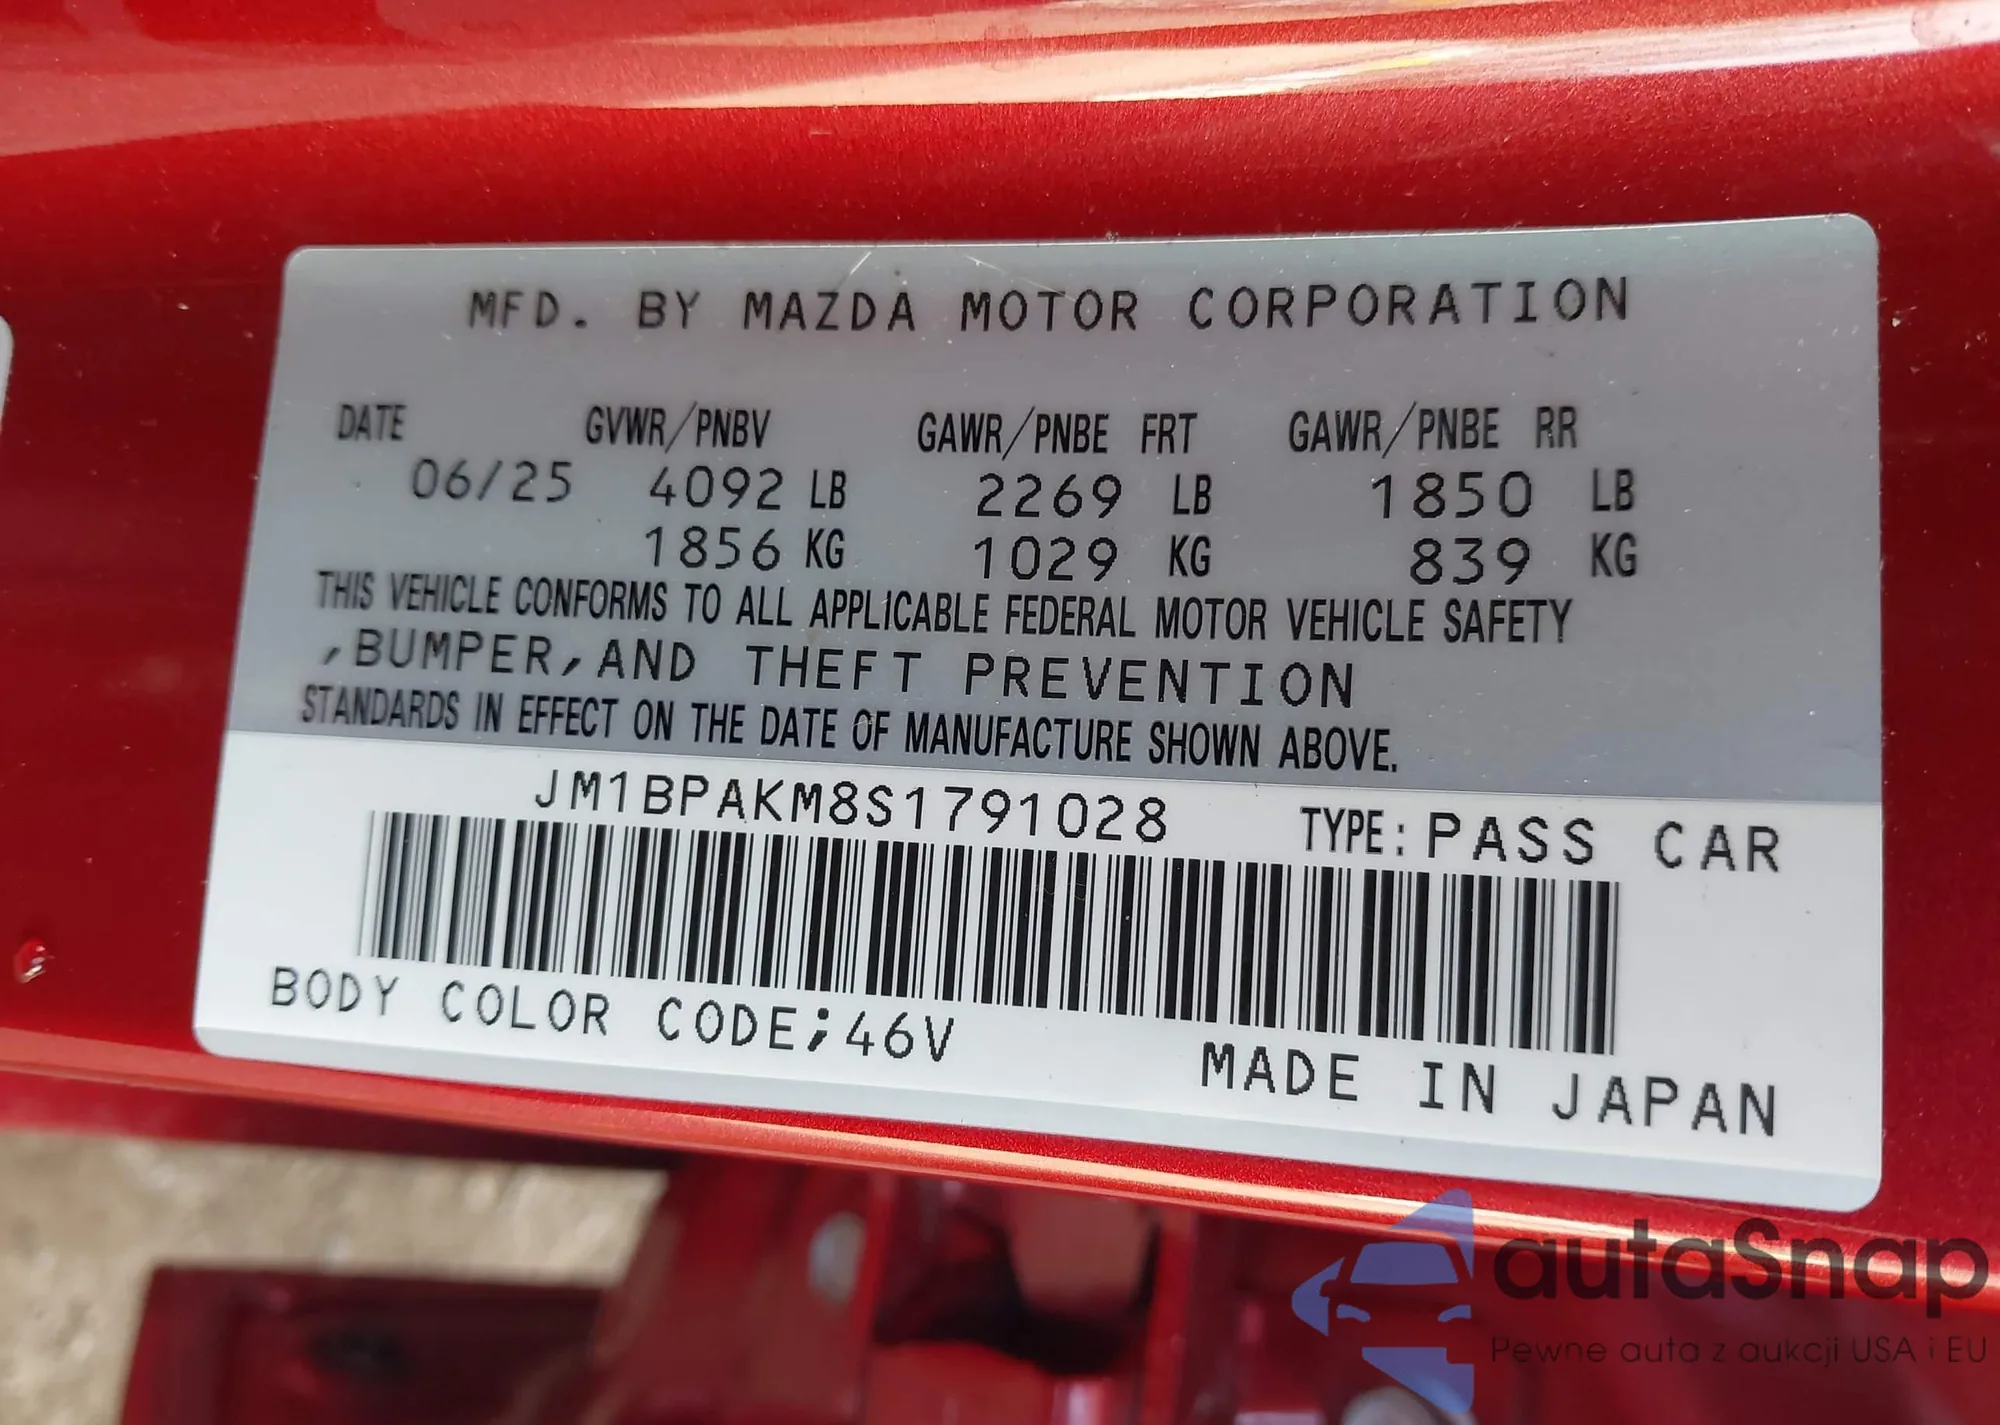 MFD. BY MAZDA MOTOR CORPORATION
DATE GVWR/PNBV GAWR/PNBE FRT GAWR/PNBE RR
06/25 4092 LB 2269 LB 1850 LB
1856 KG 1029 KG 839 KG
THIS VEHICLE CONFORMS TO ALL APPLICABLE FEDERAL MOTOR VEHICLE SAFETY
,BUMPER,AND THEFT PREVENTION
STANDARDS IN EFFECT ON THE DATE OF MANUFACTURE SHOWN ABOVE.
JM1BPAKM8S1791028 TYPE: PASS CAR
BODY COLOR CODE;46V
MADE IN JAPAN
autaSnap
Pewne auta z aukcji USA i EU